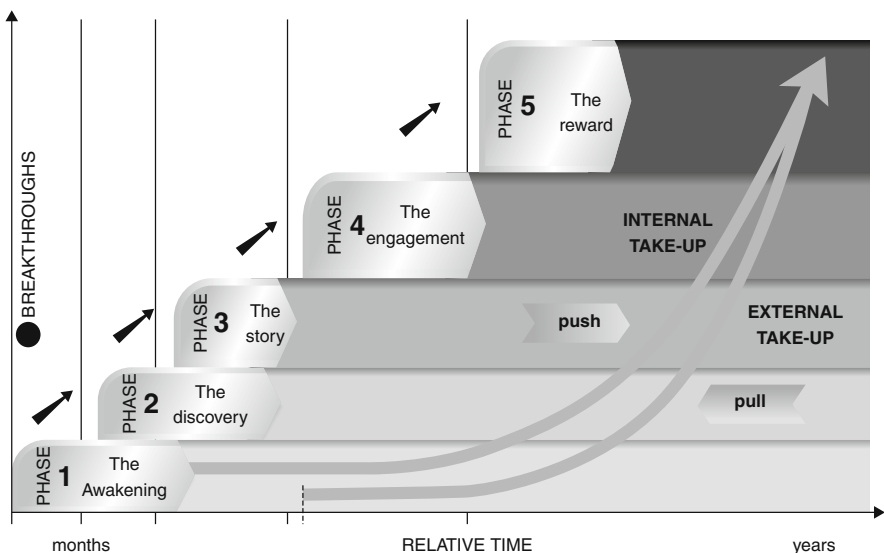 BREAKTHROUGHS
PHASE 5 The
reward
PHASE 4 The
engagement
INTERNAL
TAKE-UP
PHASE 3 The
story
push
EXTERNAL
TAKE-UP
PHASE 2 The
discovery
pull
PHASE 1 The
Awakening
months RELATIVE TIME years